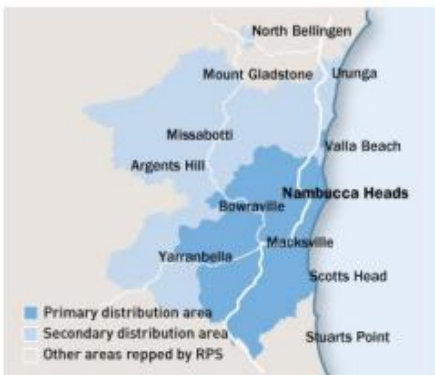 North Bellingen
Mount Gladstone
Urunga
Missabotti
Valla Beach
Argents Hill
Nambucca Heads
Bowraville
Macksville
Yarranbella
Scotts Head
Primary distribution area
Secondary distribution area
Stuarts Point
Other areas repped by RPS